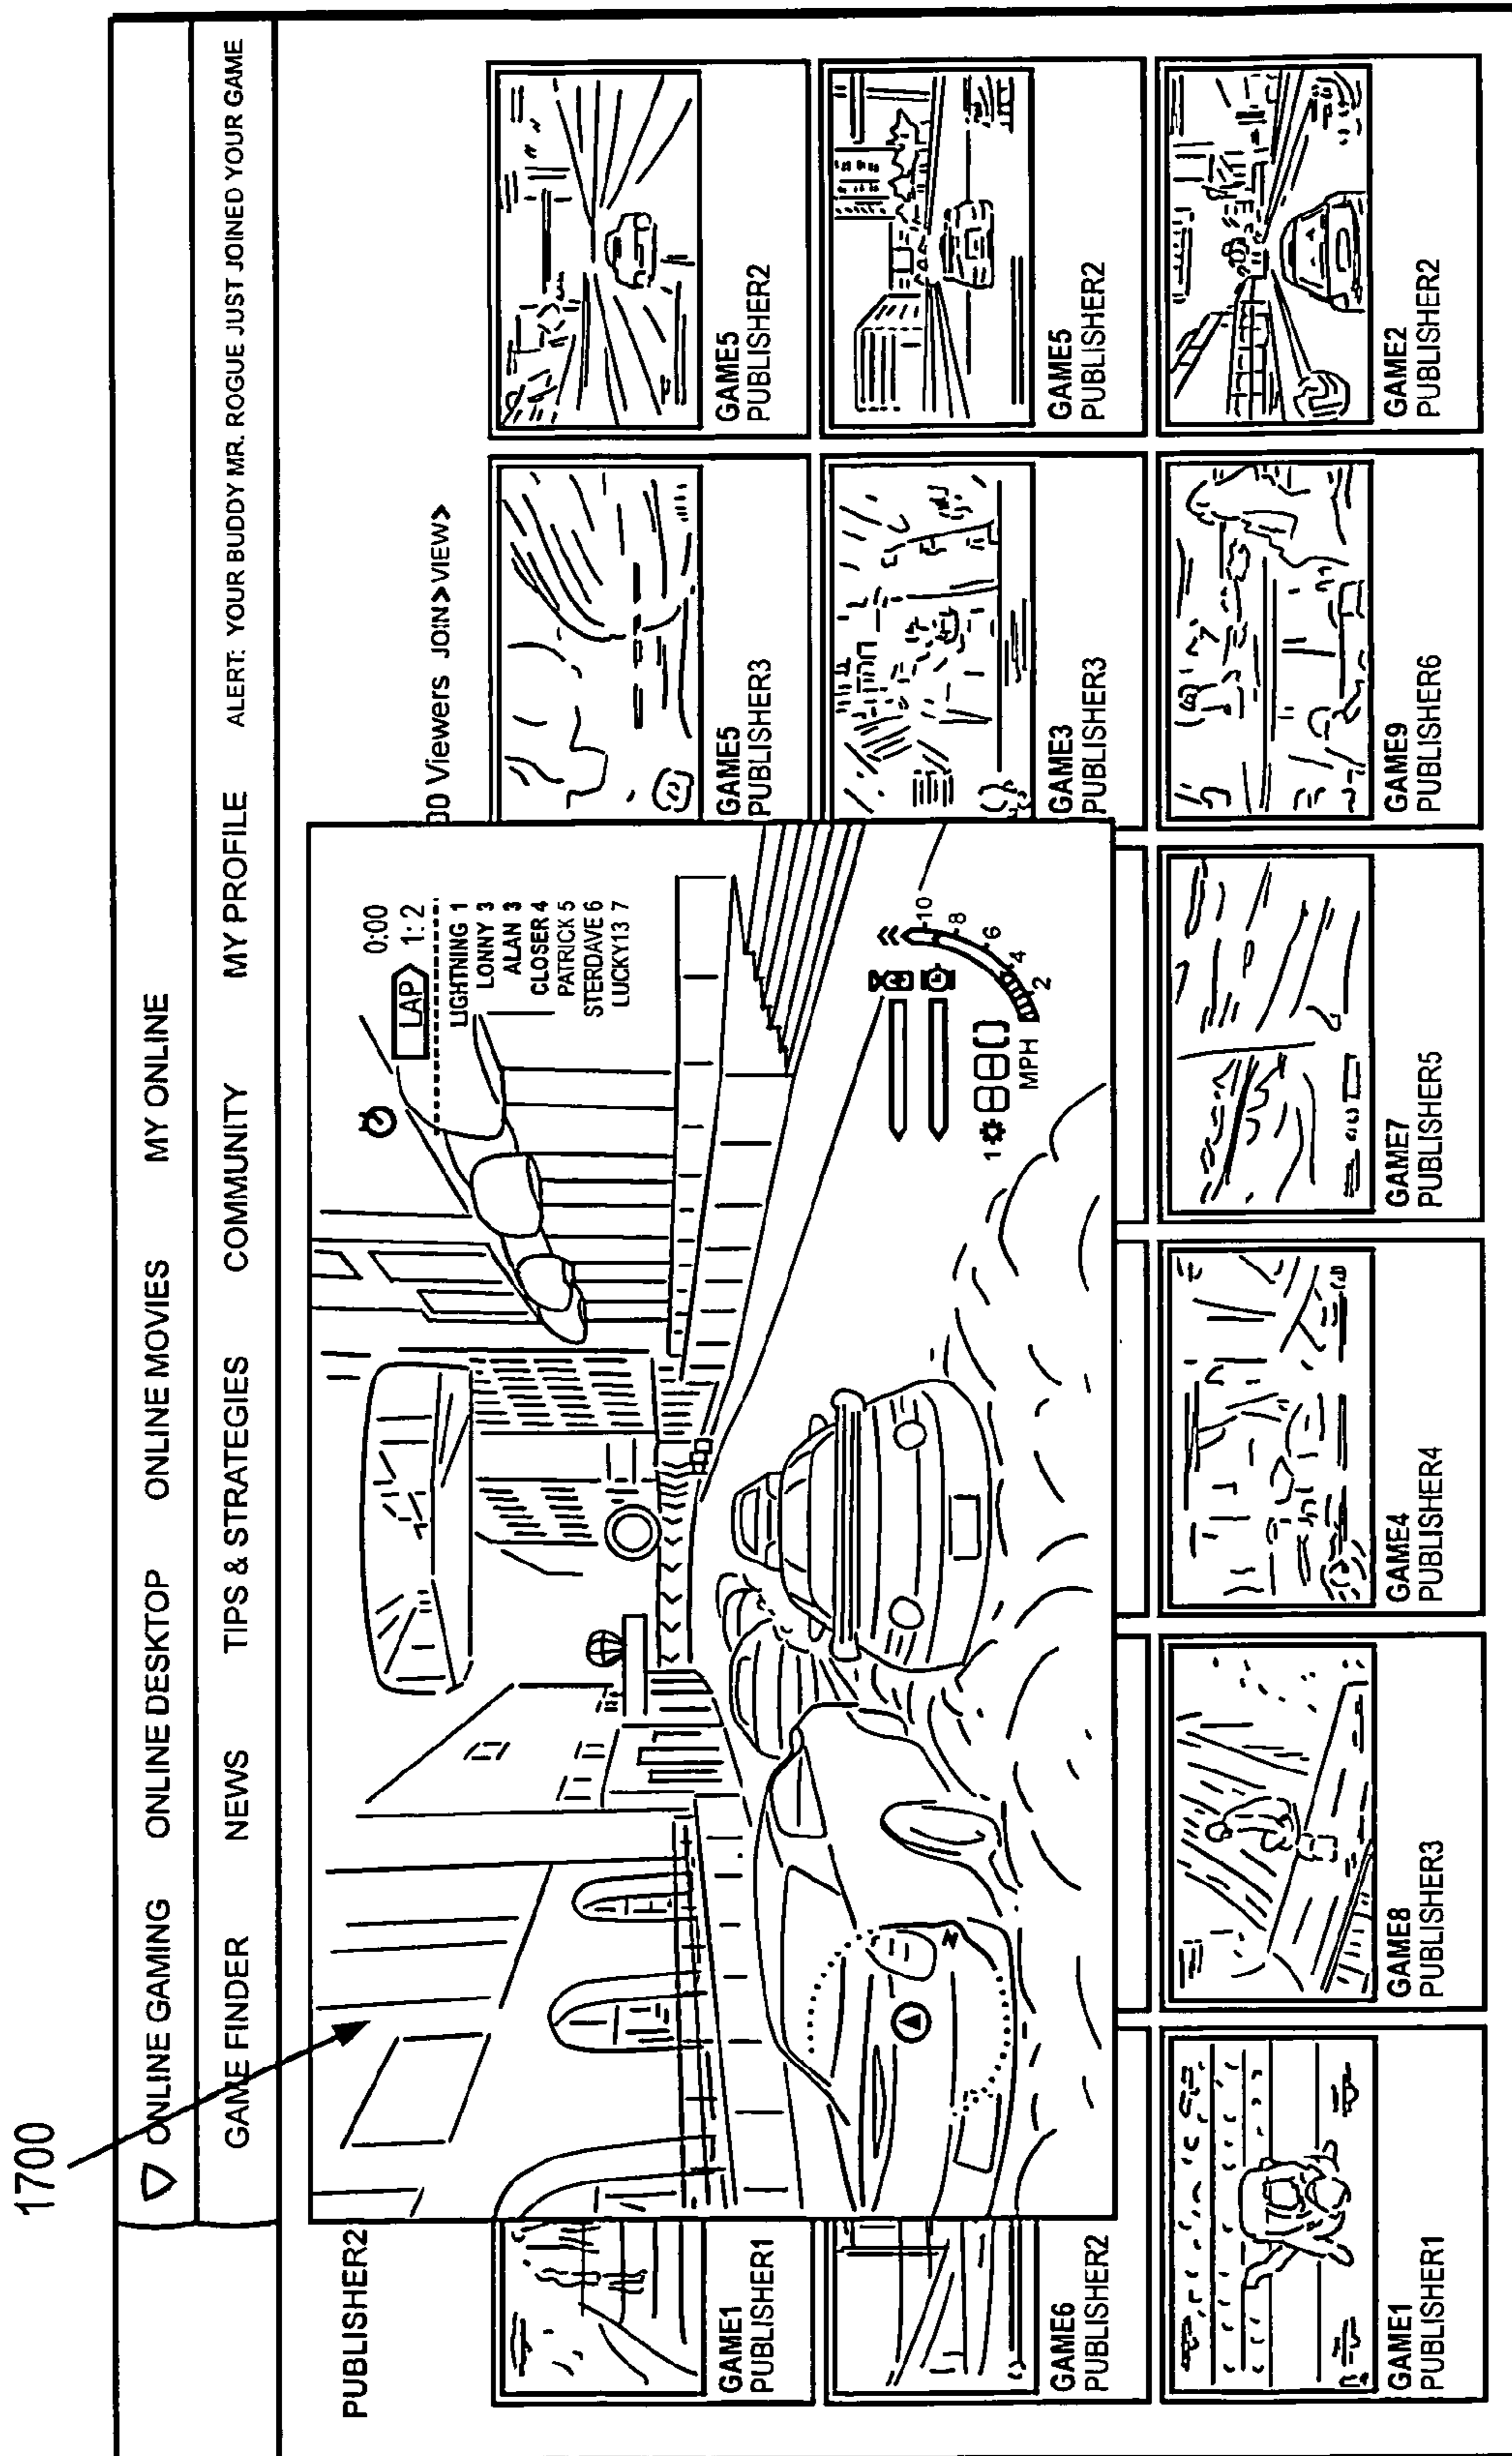 1700
ONLINE GAMING ONLINE DESKTOP ONLINE MOVIES MY ONLINE
GAME FINDER NEWS TIPS & STRATEGIES COMMUNITY MY PROFILE ALERT: YOUR BUDDY MR. ROGUE JUST JOINED YOUR GAME
PUBLISHER2
Viewers JOIN> VIEW>
0:00
LAP 1:2
LIGHTNING 1
LONNY 3
ALAN 3
CLOSER 4
PATRICK 5
STERDAVE 6
LUCKY13 7
N
1
MPH
2 4 6 8 10
GAME1
PUBLISHER1
GAME5
PUBLISHER3
GAME5
PUBLISHER2
GAME6
PUBLISHER2
GAME3
PUBLISHER3
GAME5
PUBLISHER2
GAME1
PUBLISHER1
GAME8
PUBLISHER3
GAME4
PUBLISHER4
GAME7
PUBLISHER5
GAME9
PUBLISHER6
GAME2
PUBLISHER2